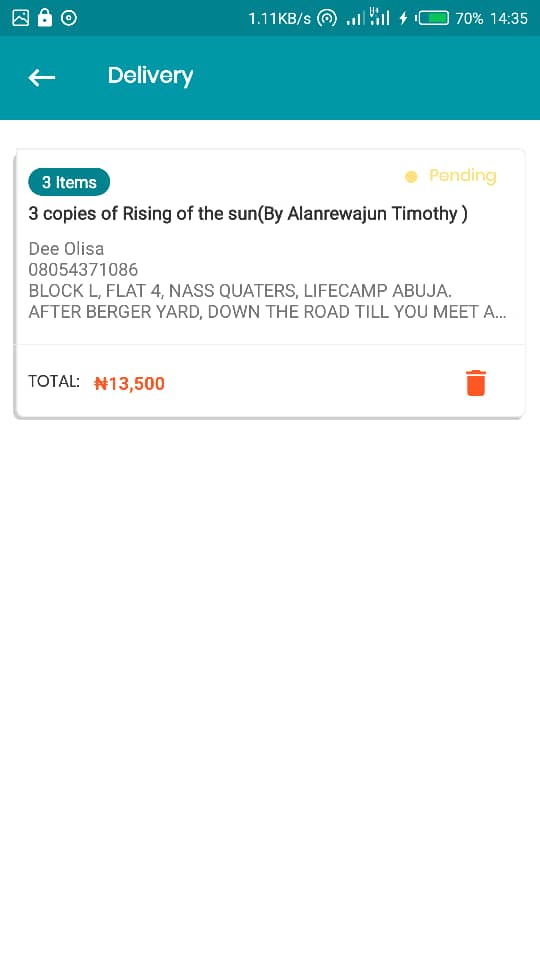 1.11KB/s 70% 14:35
Delivery
3 Items
Pending
3 copies of Rising of the sun(By Alanrewajun Timothy )
Dee Olisa
08054371086
BLOCK L, FLAT 4, NASS QUATERS, LIFECAMP ABUJA.
AFTER BERGER YARD, DOWN THE ROAD TILL YOU MEET A...
TOTAL: ₦13,500